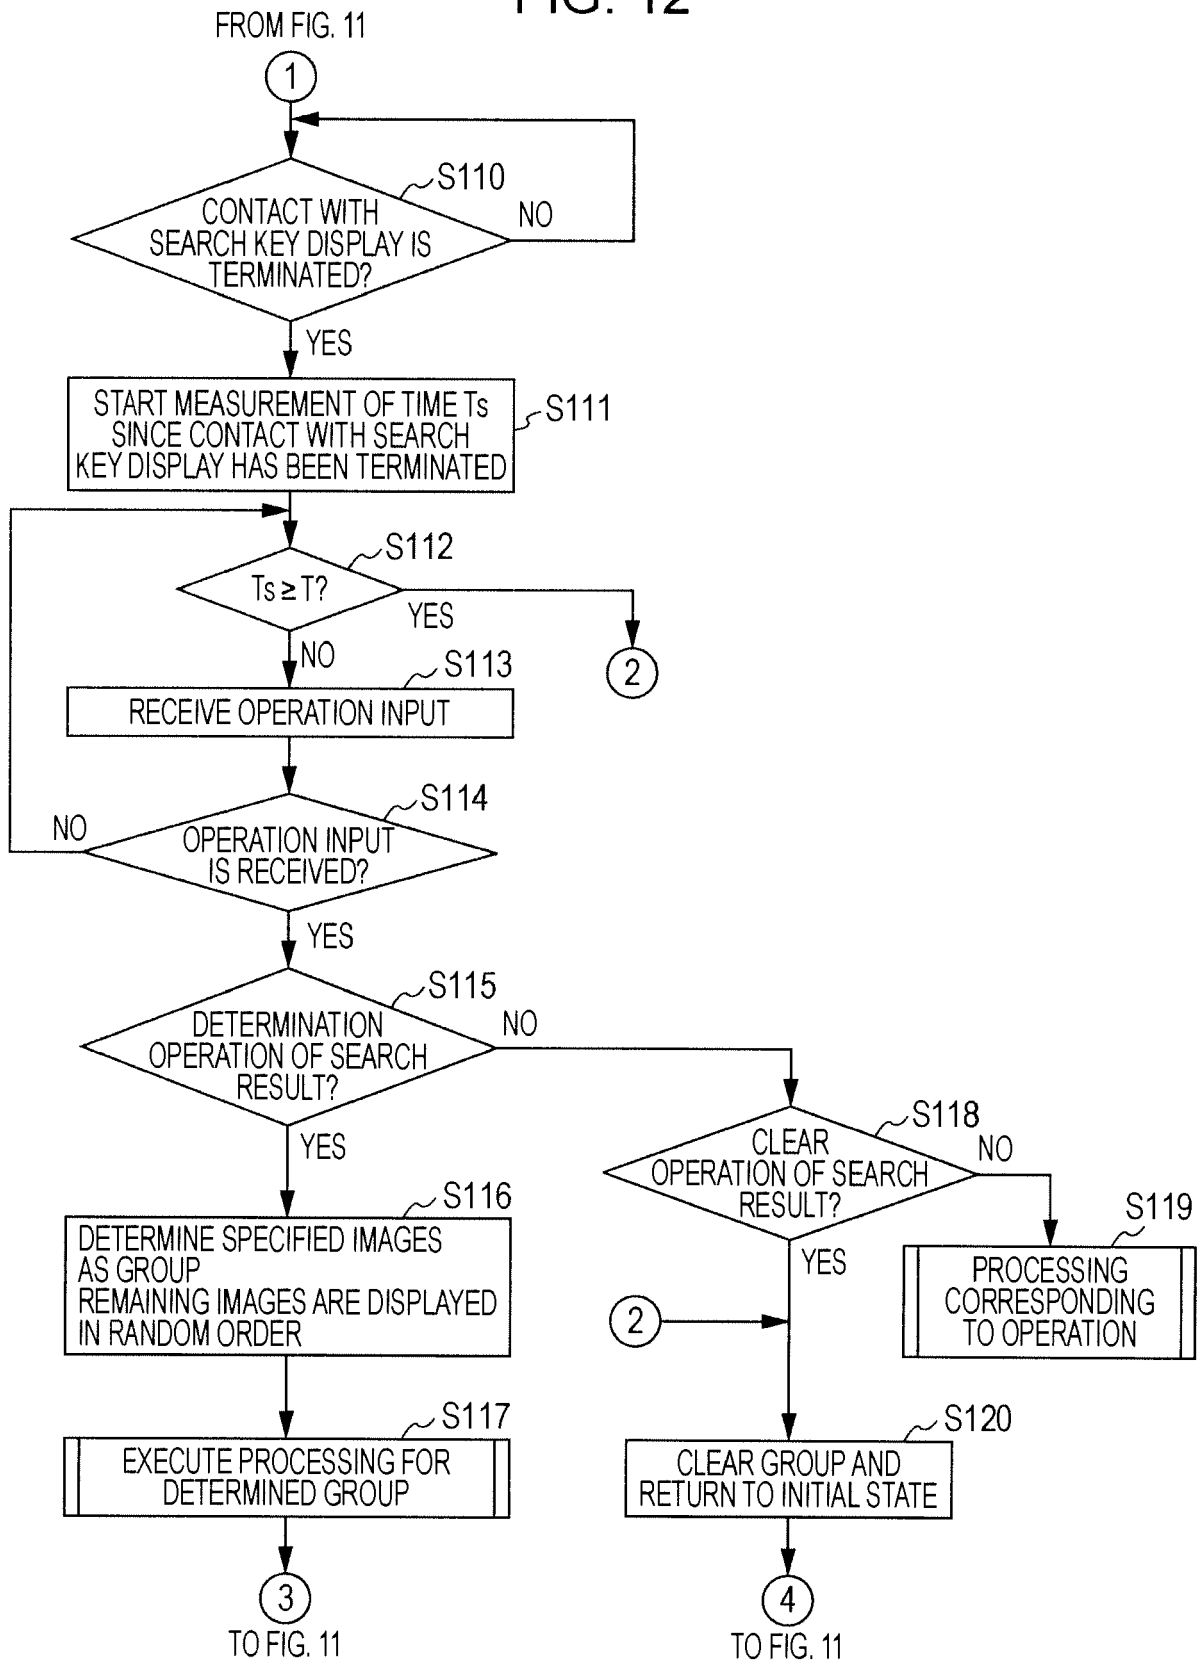 FIG. 12
FROM FIG. 11
1
S110
CONTACT WITH
SEARCH KEY DISPLAY IS
TERMINATED?
NO
YES
START MEASUREMENT OF TIME Ts
SINCE CONTACT WITH SEARCH
KEY DISPLAY HAS BEEN TERMINATED
S111
S112
Ts ≥ T?
YES
NO
2
S113
RECEIVE OPERATION INPUT
S114
NO
OPERATION INPUT
IS RECEIVED?
YES
S115
DETERMINATION
OPERATION OF SEARCH
RESULT?
NO
YES
S118
CLEAR
OPERATION OF SEARCH
RESULT?
NO
YES
S116
DETERMINE SPECIFIED IMAGES
AS GROUP
REMAINING IMAGES ARE DISPLAYED
IN RANDOM ORDER
S119
PROCESSING
CORRESPONDING
TO OPERATION
2
S117
EXECUTE PROCESSING FOR
DETERMINED GROUP
S120
CLEAR GROUP AND
RETURN TO INITIAL STATE
3
TO FIG. 11
4
TO FIG. 11